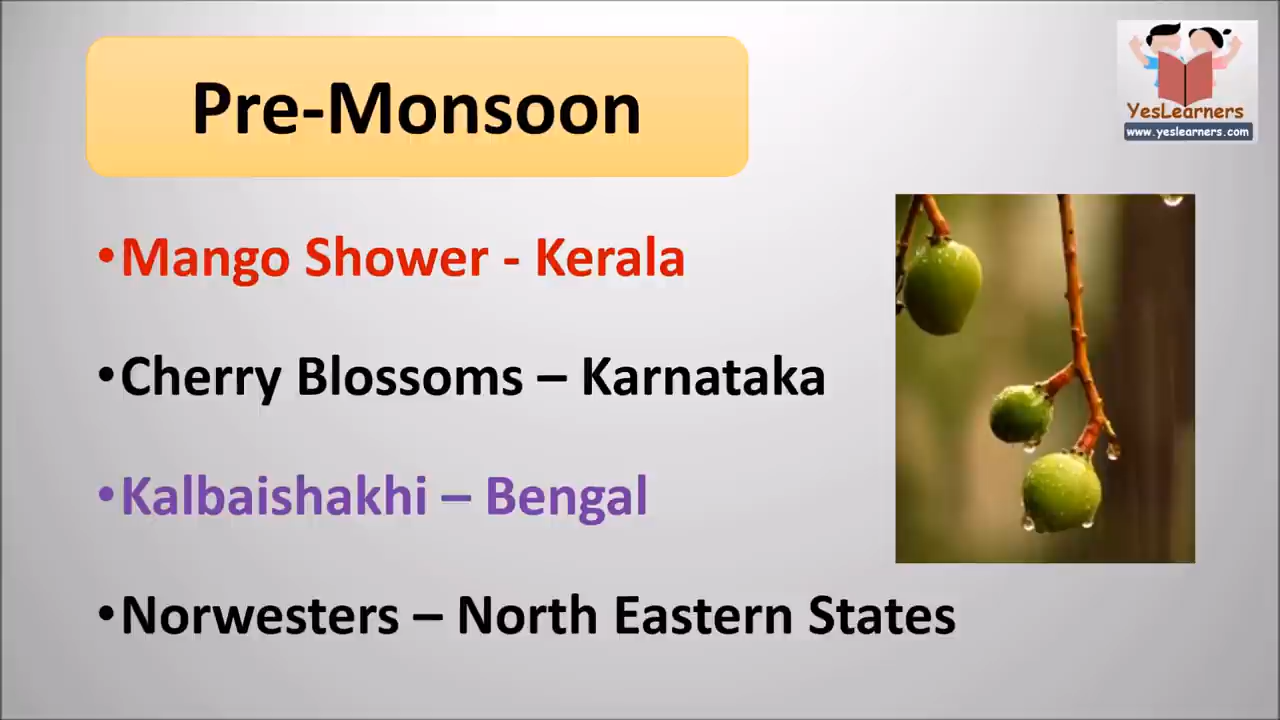 Pre-Monsoon
YesLearners
www.yeslearners.com
•Mango Shower - Kerala
•Cherry Blossoms – Karnataka
•Kalbaishakhi – Bengal
•Norwesters – North Eastern States